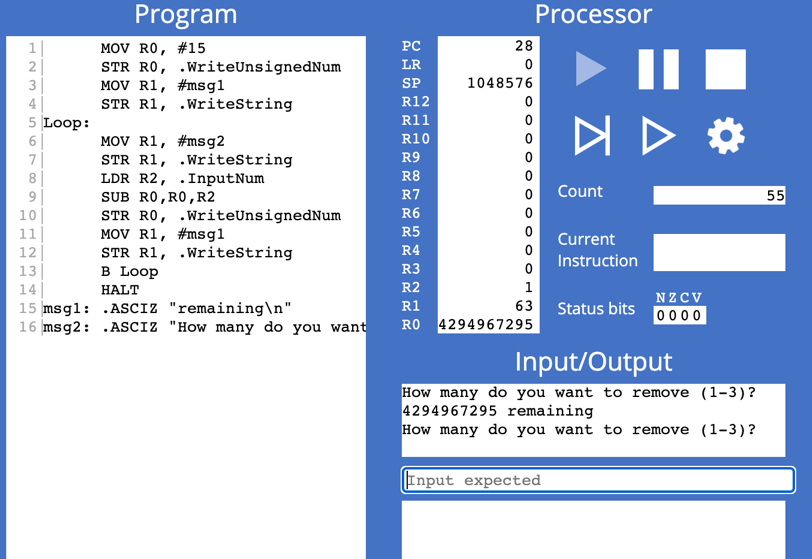 Program
1| MOV R0, #15
2| STR R0, .WriteUnsignedNum
3| MOV R1, #msg1
4| STR R1, .WriteString
5|Loop:
6| MOV R1, #msg2
7| STR R1, .WriteString
8| LDR R2, .InputNum
9| SUB R0,R0,R2
10| STR R0, .WriteUnsignedNum
11| MOV R1, #msg1
12| STR R1, .WriteString
13| B Loop
14| HALT
15|msg1: .ASCIZ "remaining\n"
16|msg2: .ASCIZ "How many do you want
Processor
PC 28
LR 0
SP 1048576
R12 0
R11 0
R10 0
R9 0
R8 0
R7 0
R6 0
R5 0
R4 0
R3 0
R2 1
R1 63
R0 4294967295
Count 55
Current
Instruction
Status bits
NZCV
0000
Input/Output
How many do you want to remove (1-3)?
4294967295 remaining
How many do you want to remove (1-3)?
Input expected